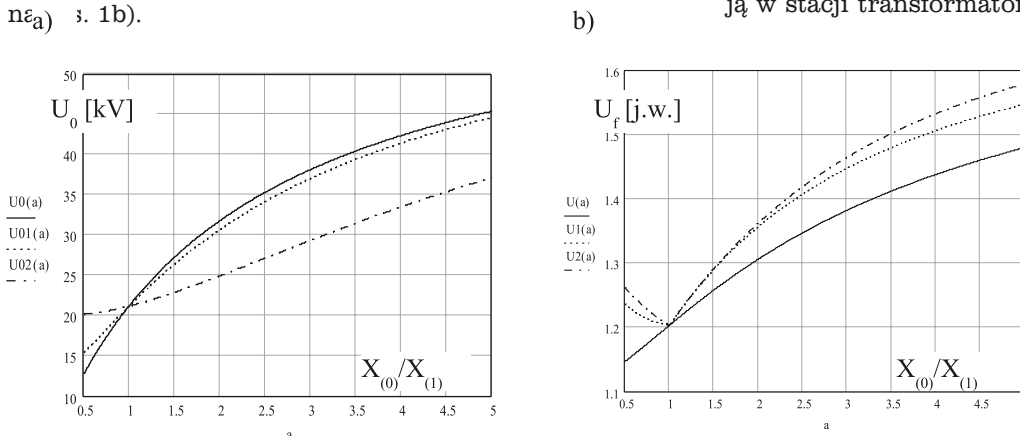 a) s. 1b).
ją w stacji
b)
50
U0 [kV]
40
35
30
25
20
15
10
U0(a)
U01(a)
U02(a)
X(0)/X(1)
0.5 1 1.5 2 2.5 3 3.5 4 4.5 5
a
1.6
Uf [j.w.]
1.5
1.4
1.3
1.2
1.1
U(a)
U1(a)
U2(a)
X(0)/X(1)
0.5 1 1.5 2 2.5 3 3.5 4 4.5
a